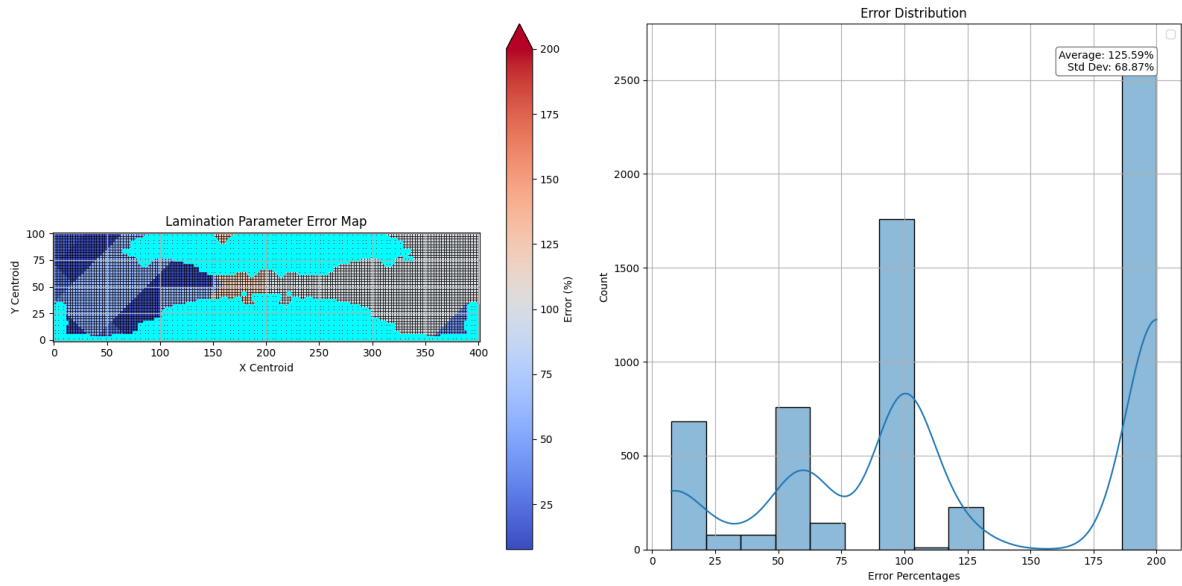 Lamination Parameter Error Map
100
75
50
25
0
Y Centroid
0 50 100 150 200 250 300 350 400
X Centroid
200
175
150
125
100
75
50
25
Error (%)
Error Distribution
Average: 125.59%
Std Dev: 68.87%
2500
2000
1500
1000
500
0
Count
0 25 50 75 100 125 150 175 200
Error Percentages